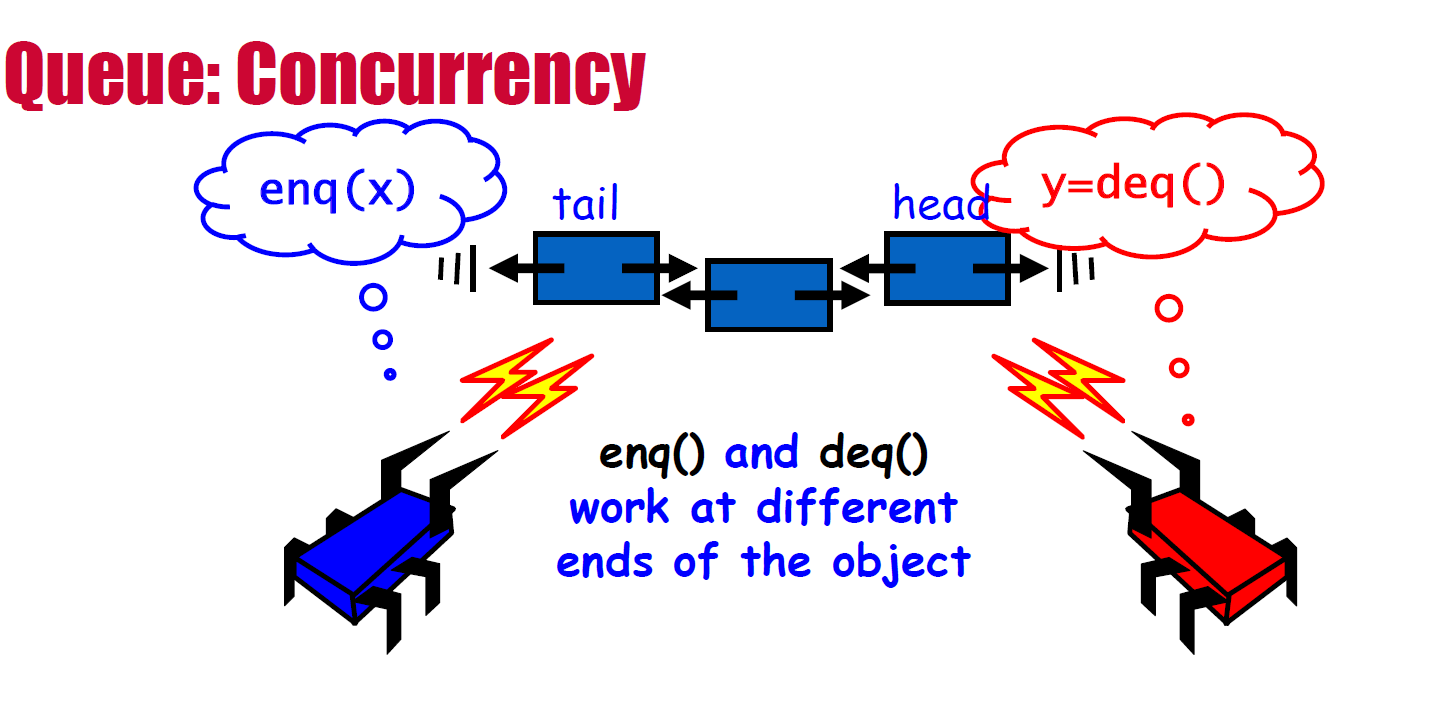 Queue: Concurrency
enq(x)
tail
head
y=deq()
enq() and deq()
work at different
ends of the object